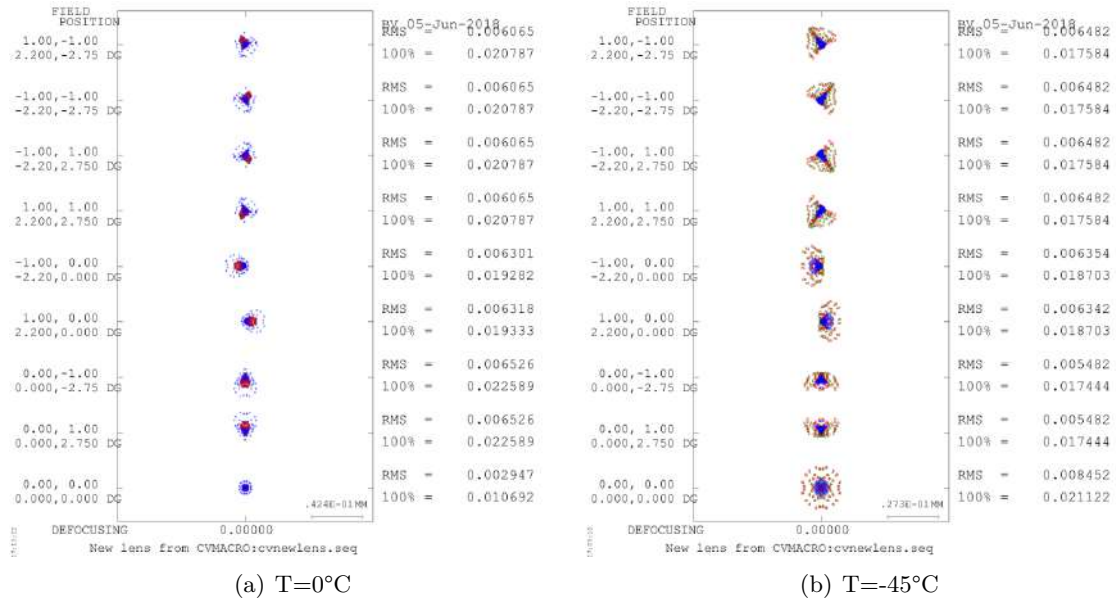 FIELD
POSITION
BV 05-Jun-2018
1.00,-1.00
RMS = 0.006065
2.200,-2.75 DG
100% = 0.020787
-1.00,-1.00
RMS = 0.006065
-2.20,-2.75 DG
100% = 0.020787
-1.00, 1.00
RMS = 0.006065
-2.20,2.750 DG
100% = 0.020787
1.00, 1.00
RMS = 0.006065
2.200,2.750 DG
100% = 0.020787
-1.00, 0.00
RMS = 0.006301
-2.20,0.000 DG
100% = 0.019282
1.00, 0.00
RMS = 0.006318
2.200,0.000 DG
100% = 0.019333
0.00,-1.00
RMS = 0.006526
0.000,-2.75 DG
100% = 0.022589
0.00, 1.00
RMS = 0.006526
0.000,2.750 DG
100% = 0.022589
0.00, 0.00
RMS = 0.002947
0.000,0.000 DG
100% = 0.010692
.424E-01MM
DEFOCUSING 0.00000
New lens from CVMACRO:cvnewlens.seq
(a) T=0°C
FIELD
POSITION
BV 05-Jun-2018
1.00,-1.00
RMS = 0.006482
2.200,-2.75 DG
100% = 0.017584
-1.00,-1.00
RMS = 0.006482
-2.20,-2.75 DG
100% = 0.017584
-1.00, 1.00
RMS = 0.006482
-2.20,2.750 DG
100% = 0.017584
1.00, 1.00
RMS = 0.006482
2.200,2.750 DG
100% = 0.017584
-1.00, 0.00
RMS = 0.006354
-2.20,0.000 DG
100% = 0.018703
1.00, 0.00
RMS = 0.006342
2.200,0.000 DG
100% = 0.018703
0.00,-1.00
RMS = 0.005482
0.000,-2.75 DG
100% = 0.017444
0.00, 1.00
RMS = 0.005482
0.000,2.750 DG
100% = 0.017444
0.00, 0.00
RMS = 0.008452
0.000,0.000 DG
100% = 0.021122
.273E-01MM
DEFOCUSING 0.00000
New lens from CVMACRO:cvnewlens.seq
(b) T=-45°C